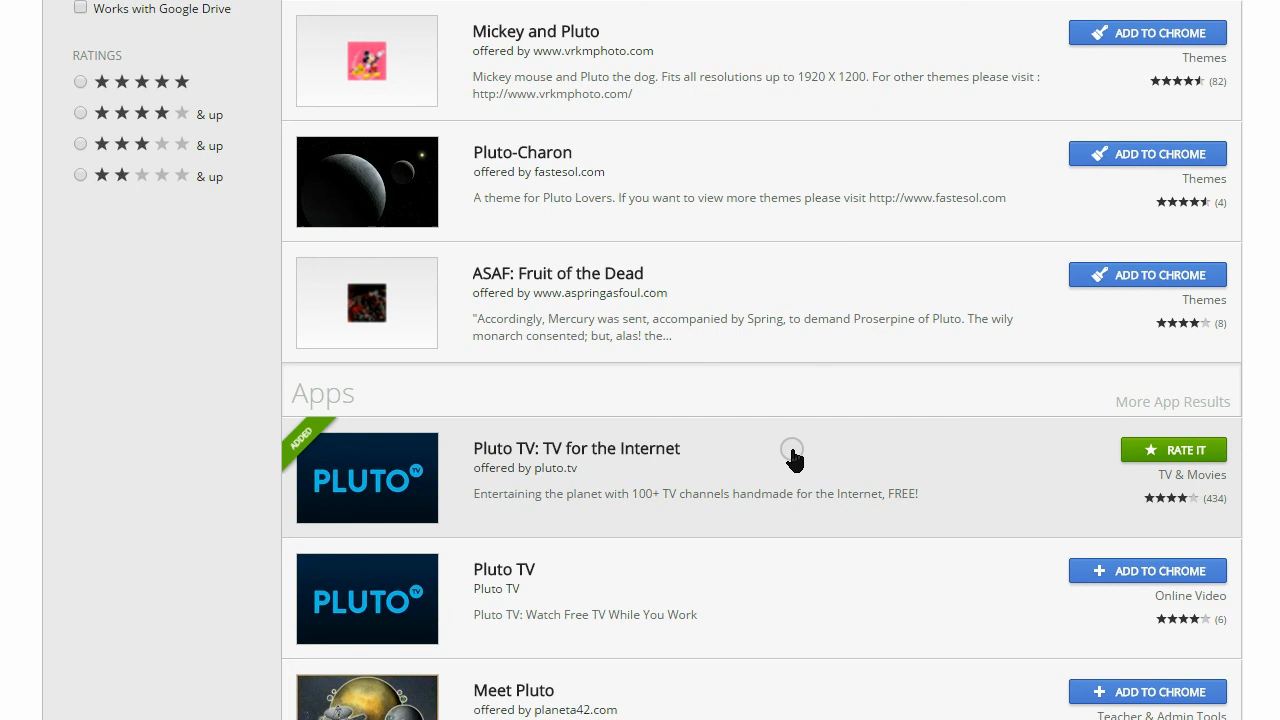 Works with Google Drive
RATINGS
& up
& up
& up
Mickey and Pluto
offered by www.vrkmphoto.com
Mickey mouse and Pluto the dog. Fits all resolutions up to 1920 X 1200. For other themes please visit :
http://www.vrkmphoto.com/
ADD TO CHROME
Themes
(82)
Pluto-Charon
offered by fastesol.com
A theme for Pluto Lovers. If you want to view more themes please visit http://www.fastesol.com
ADD TO CHROME
Themes
(4)
ASAF: Fruit of the Dead
offered by www.aspringasfoul.com
"Accordingly, Mercury was sent, accompanied by Spring, to demand Proserpine of Pluto. The wily
monarch consented; but, alas! the...
ADD TO CHROME
Themes
(8)
Apps
More App Results
ADDED
PLUTO TV
Pluto TV: TV for the Internet
offered by pluto.tv
Entertaining the planet with 100+ TV channels handmade for the Internet, FREE!
RATE IT
TV & Movies
(434)
PLUTO TV
Pluto TV
Pluto TV
Pluto TV: Watch Free TV While You Work
ADD TO CHROME
Online Video
(6)
Meet Pluto
offered by planeta42.com
ADD TO CHROME
Teacher & Admin Tools